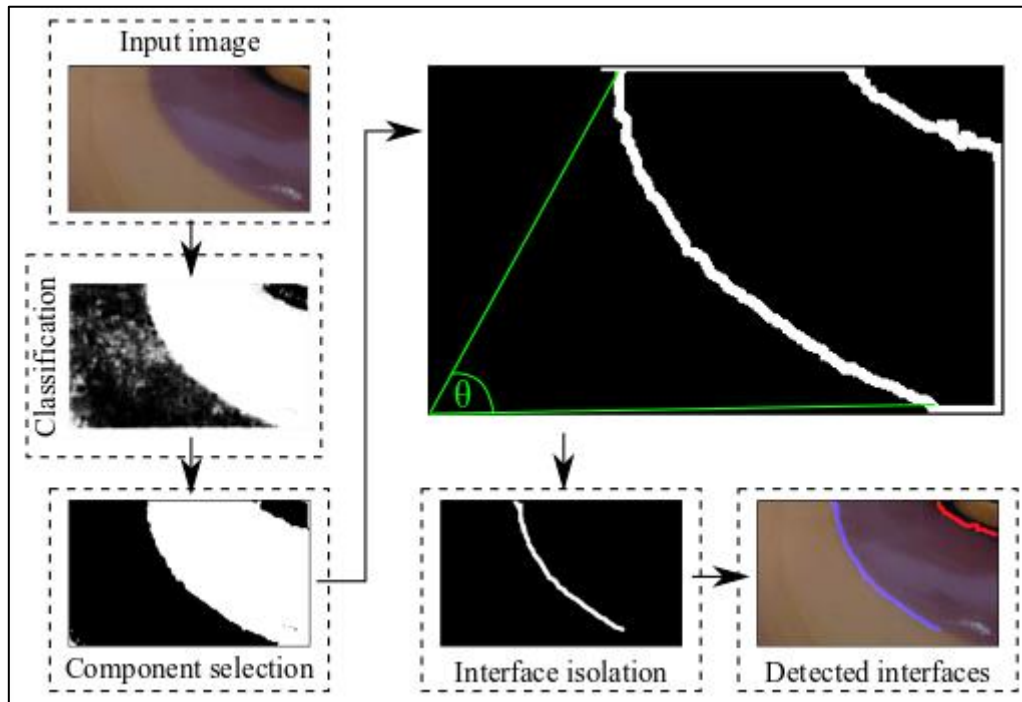 Input image
Classification
Component selection
θ
Interface isolation
Detected interfaces